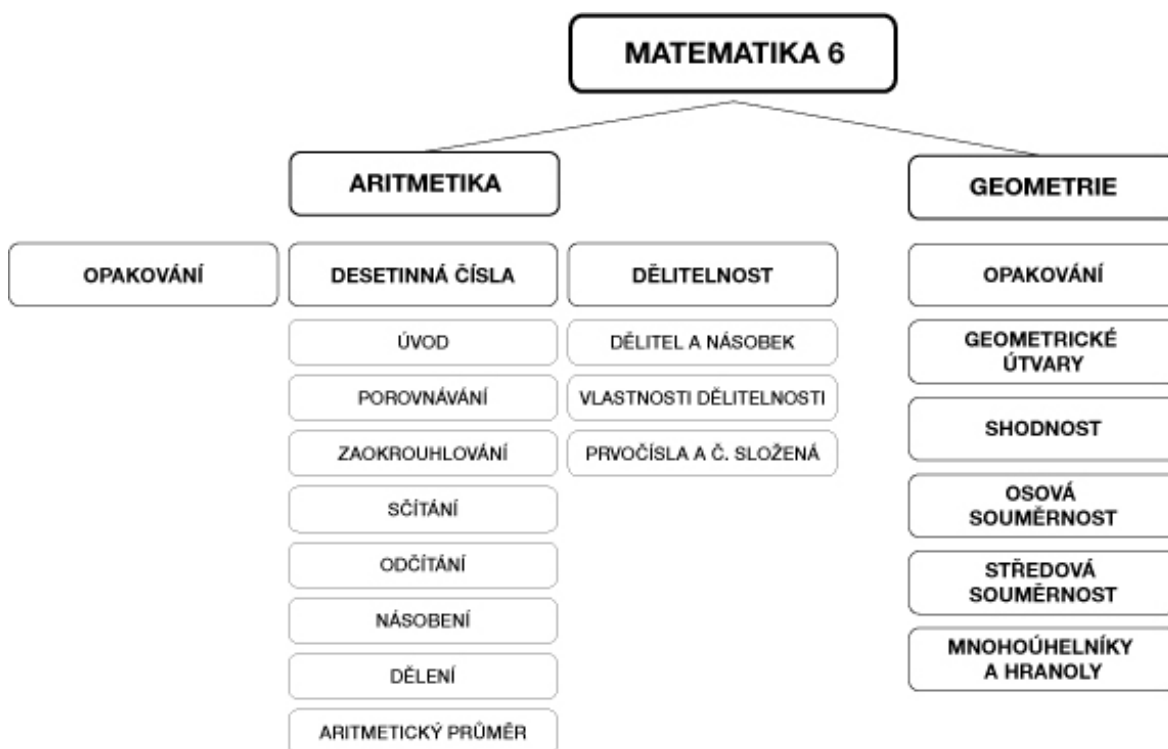 MATEMATIKA 6
ARITMETIKA
GEOMETRIE
OPAKOVÁNÍ
DESETINNÁ ČÍSLA
ÚVOD
POROVNÁVÁNÍ
ZAOKROUHLOVÁNÍ
SČÍTÁNÍ
ODČÍTÁNÍ
NÁSOBENÍ
DĚLENÍ
ARITMETICKÝ PRŮMĚR
DĚLITELNOST
DĚLITEL A NÁSOBEK
VLASTNOSTI DĚLITELNOSTI
PRVOČÍSLA A Č. SLOŽENÁ
OPAKOVÁNÍ
GEOMETRICKÉ
ÚTVARY
SHODNOST
OSOVÁ
SOUMĚRNOST
STŘEDOVÁ
SOUMĚRNOST
MNOHOÚHELNÍKY
A HRANOLY